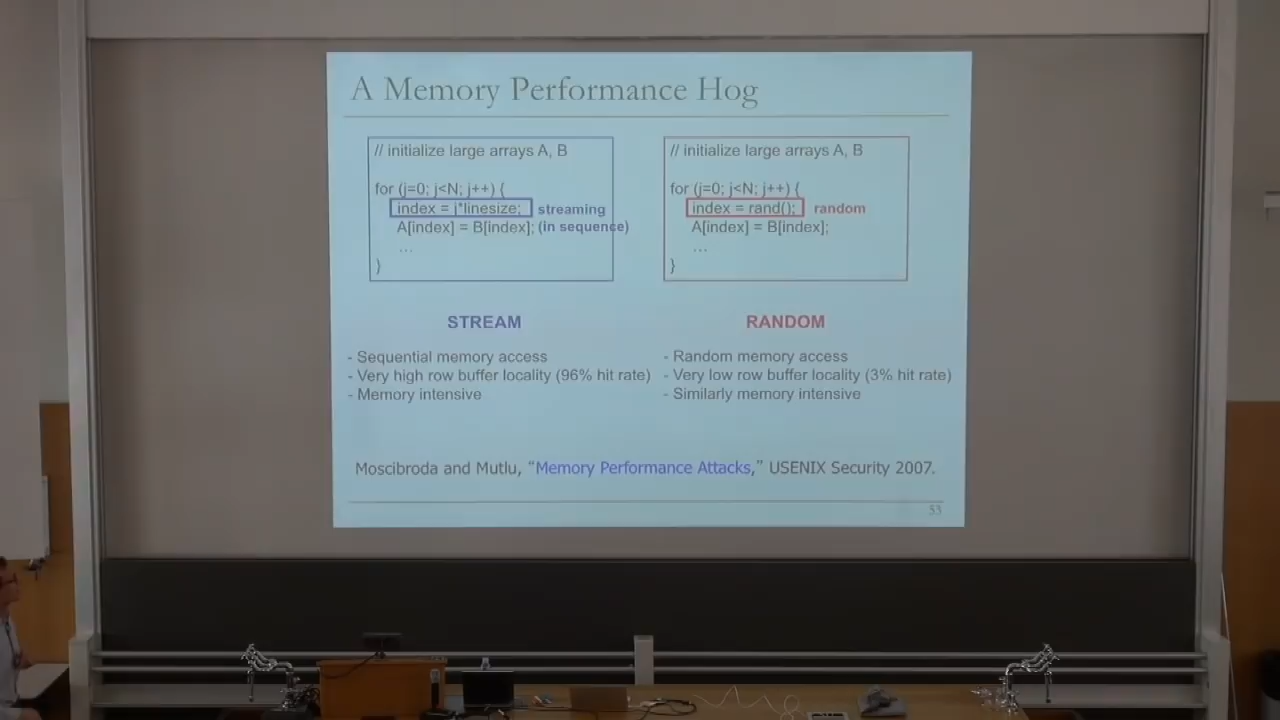 A Memory Performance Hog
// initialize large arrays A, B
for (j=0; j<N; j++) {
index = j*linesize; streaming
A[index] = B[index]; (in sequence)
…
}
// initialize large arrays A, B
for (j=0; j<N; j++) {
index = rand(); random
A[index] = B[index];
…
}
STREAM
- Sequential memory access
- Very high row buffer locality (96% hit rate)
- Memory intensive
RANDOM
- Random memory access
- Very low row buffer locality (3% hit rate)
- Similarly memory intensive
Moscibroda and Mutlu, “Memory Performance Attacks,” USENIX Security 2007.
53